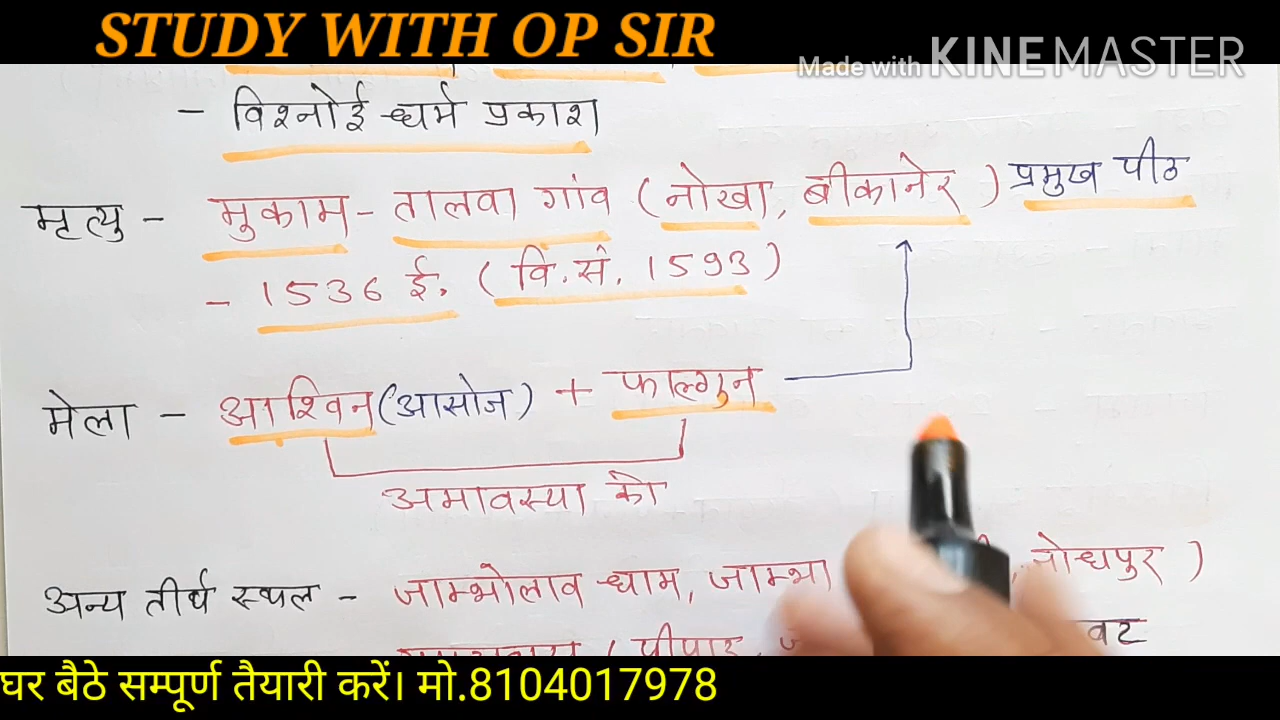 STUDY WITH OP SIR
Made with KINEMASTER
- विश्नोई धर्म प्रकाश
मृत्यु - मुकाम - तालवा गांव (नोखा, बीकानेर) प्रमुख पीठ
- 1536 ई. (वि.सं. 1593)
मेला - आश्विन (आसोज) + फाल्गुन
अमावस्या को
अन्य तीर्थ स्थल - जाम्भोलाव धाम, जाम्भा जोधपुर)
(पीपार,
घर बैठे सम्पूर्ण तैयारी करें। मो.8104017978